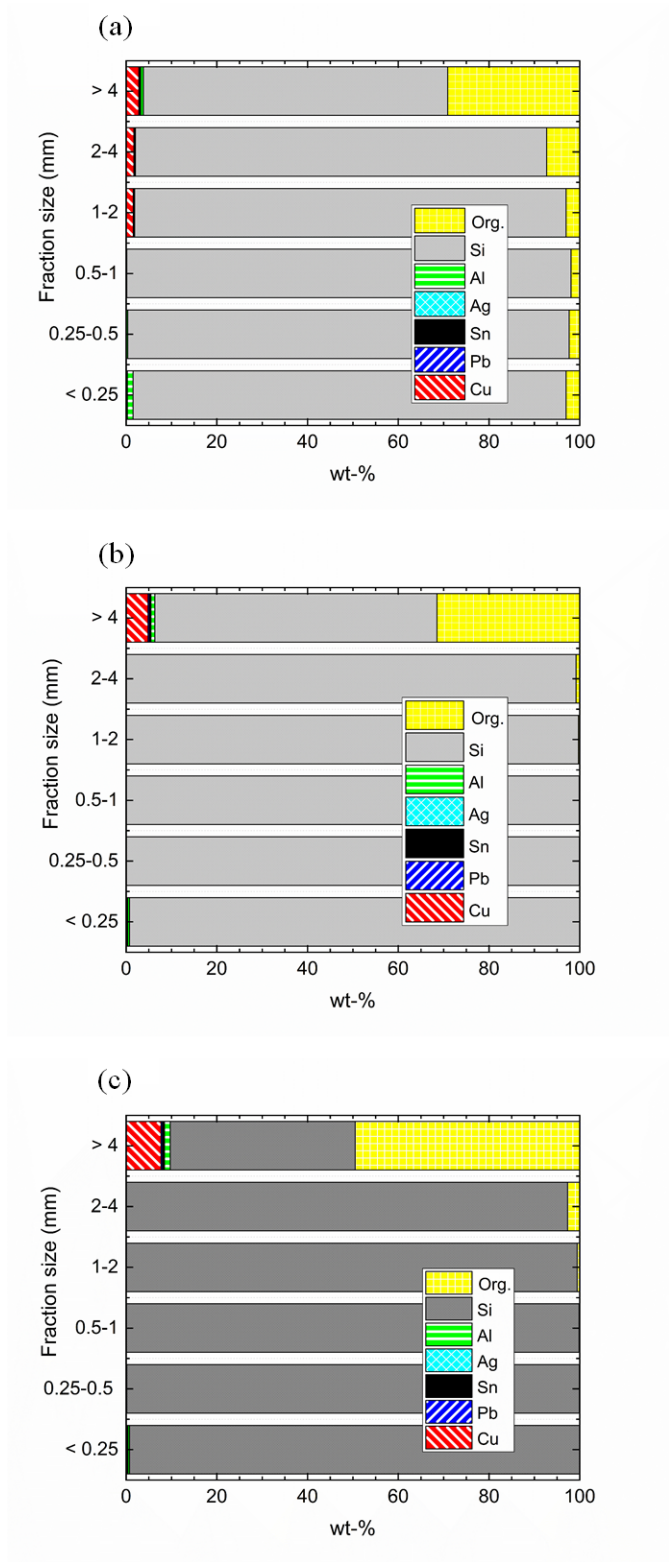 (a)
Fraction size (mm)
> 4
2-4
1-2
0.5-1
0.25-0.5
< 0.25
Org.
Si
Al
Ag
Sn
Pb
Cu
0 20 40 60 80 100
wt-%
(b)
Fraction size (mm)
> 4
2-4
1-2
0.5-1
0.25-0.5
< 0.25
Org.
Si
Al
Ag
Sn
Pb
Cu
0 20 40 60 80 100
wt-%
(c)
Fraction size (mm)
> 4
2-4
1-2
0.5-1
0.25-0.5
< 0.25
Org.
Si
Al
Ag
Sn
Pb
Cu
0 20 40 60 80 100
wt-%